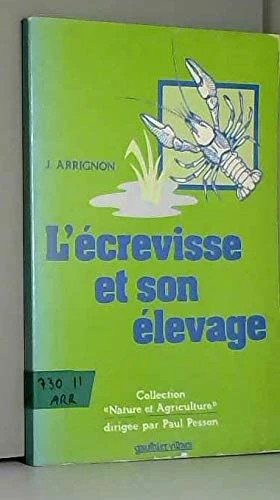 J. ARRIGNON
L'écrevisse
et son
élevage
730 11
ARR
Collection
«Nature et Agriculture»
dirigée par Paul Pesson
gauthier-villars